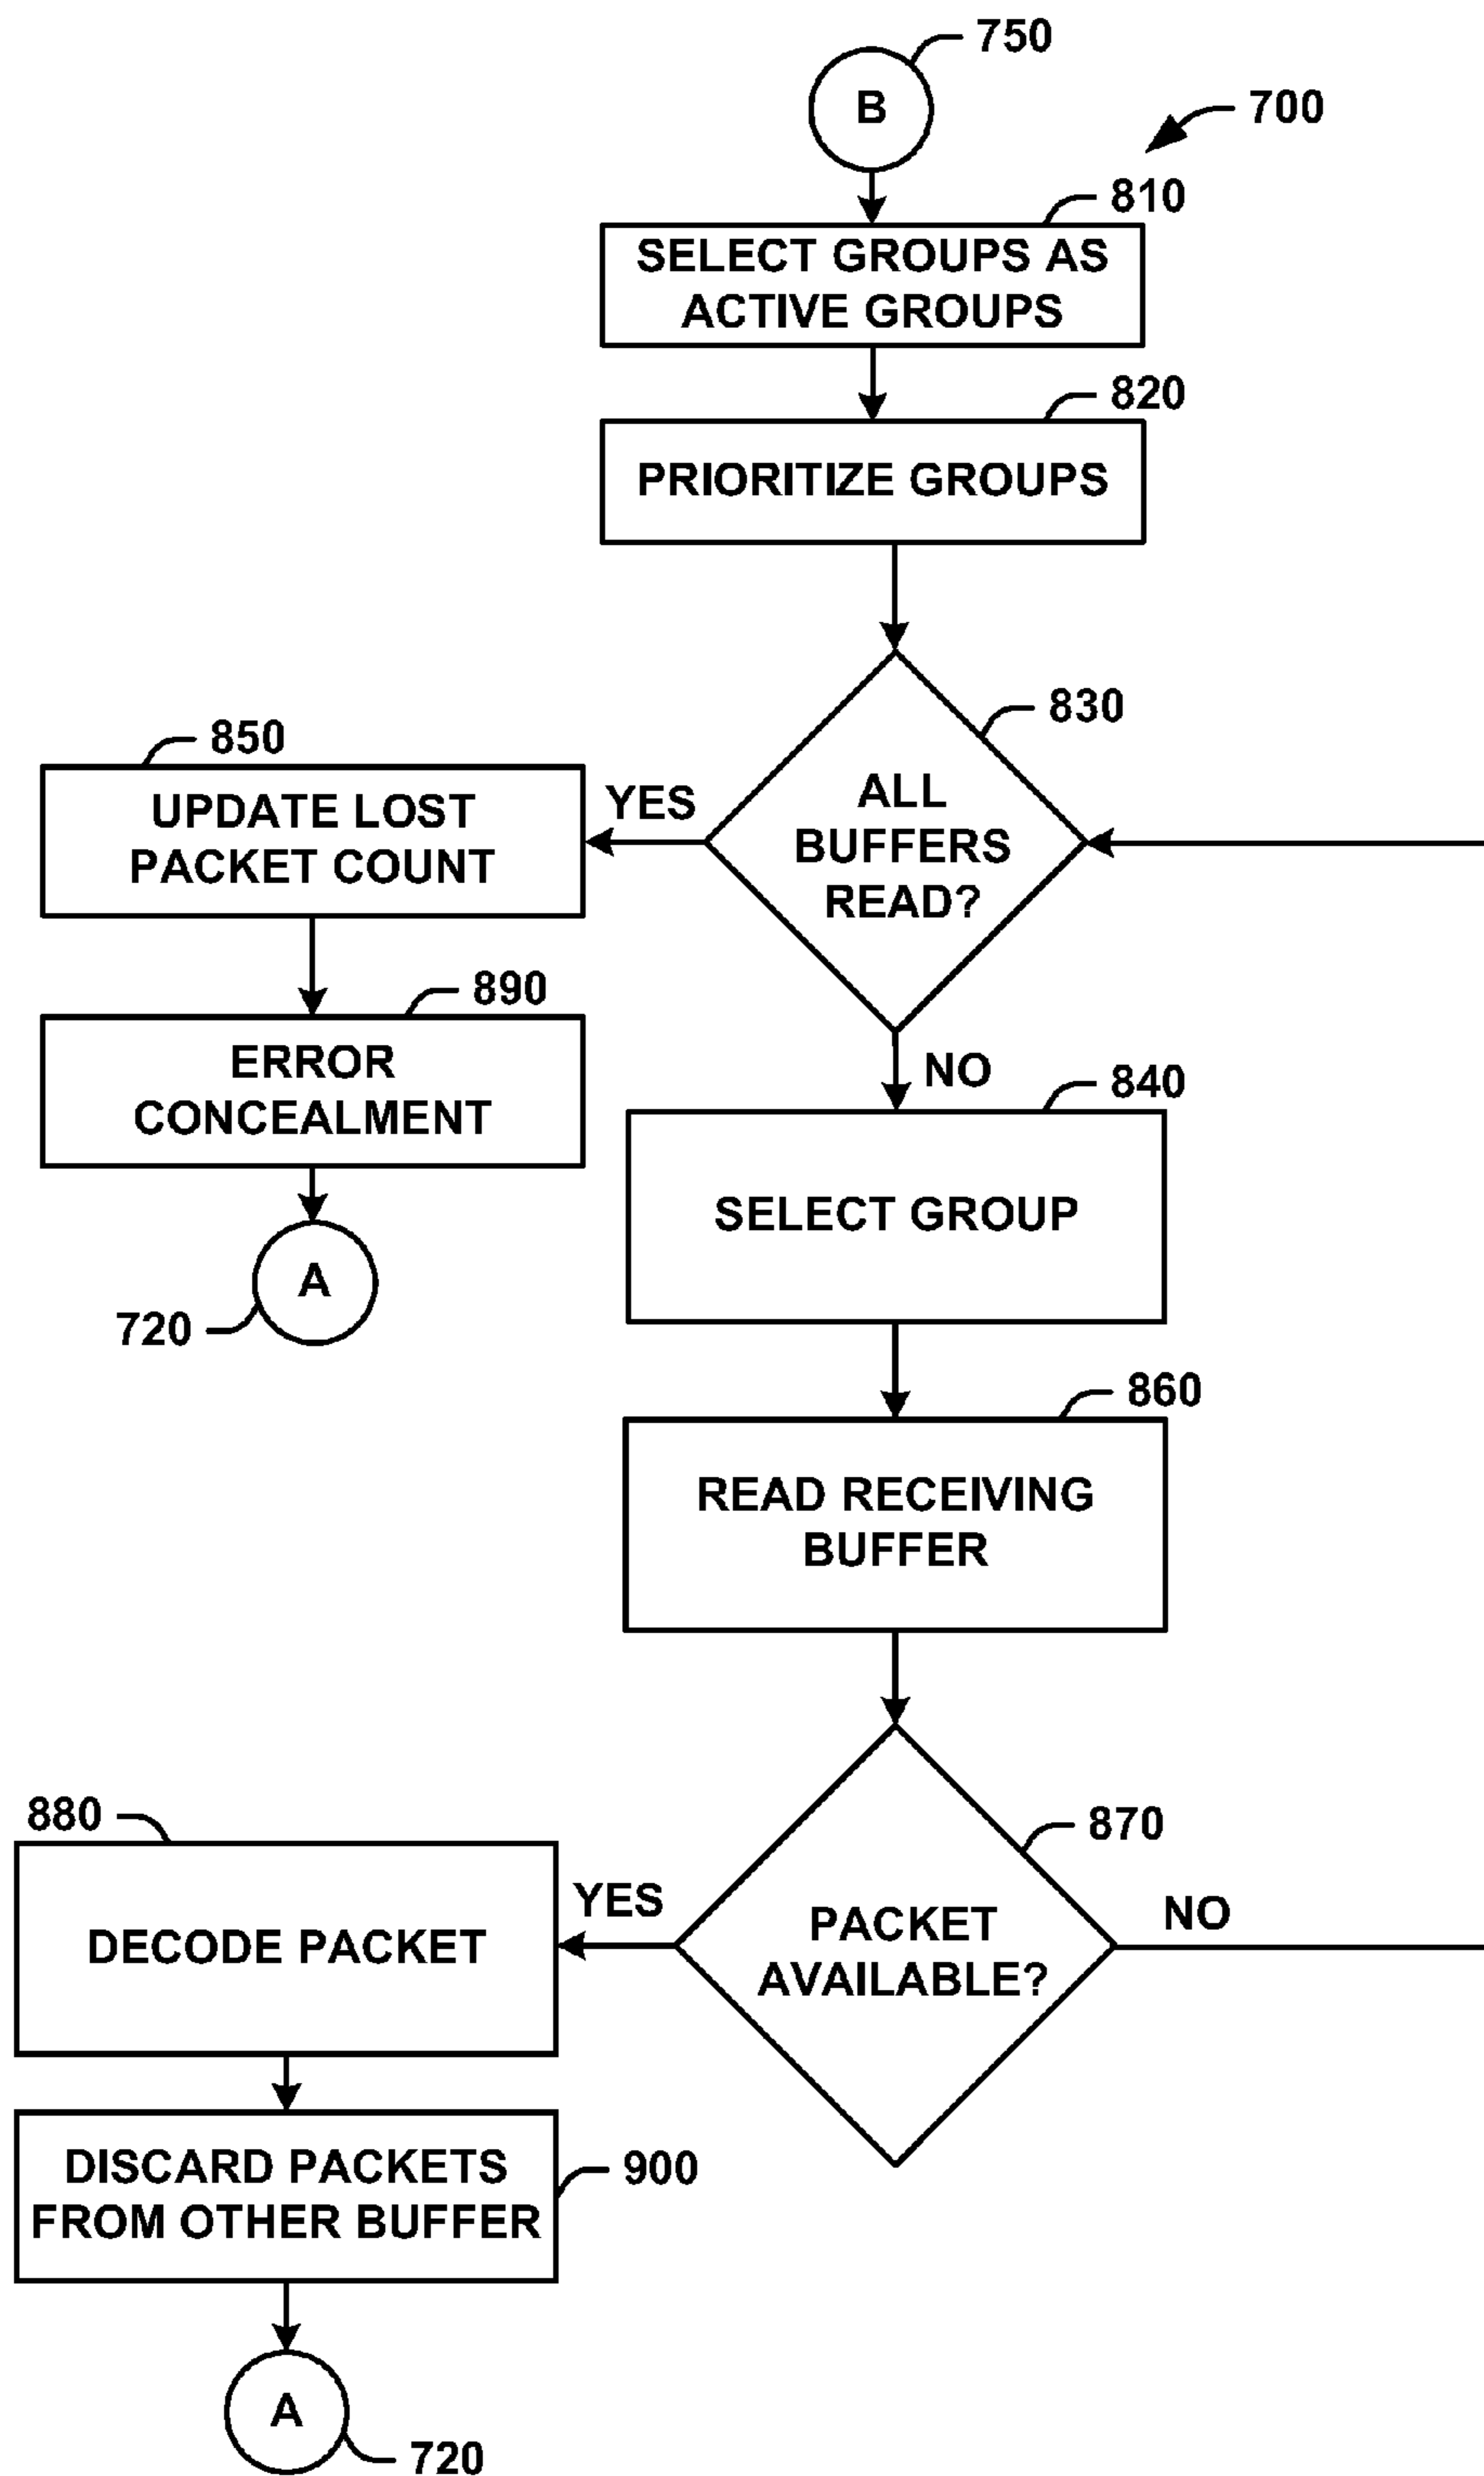 750
B
700
810
SELECT GROUPS AS
ACTIVE GROUPS
820
PRIORITIZE GROUPS
830
ALL
BUFFERS
READ?
YES
850
UPDATE LOST
PACKET COUNT
890
ERROR
CONCEALMENT
A
720
NO
840
SELECT GROUP
860
READ RECEIVING
BUFFER
870
PACKET
AVAILABLE?
NO
YES
880
DECODE PACKET
DISCARD PACKETS
FROM OTHER BUFFER
900
A
720